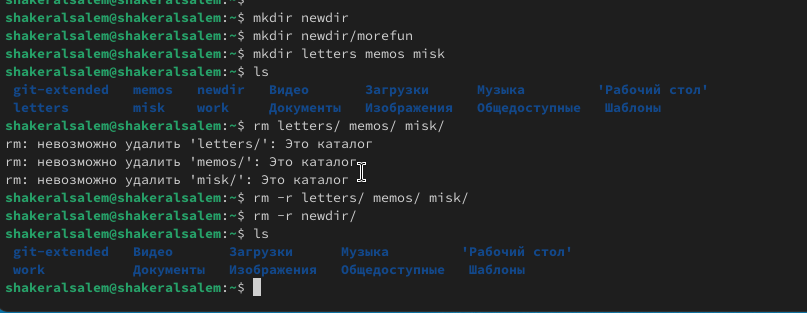 shakeralsalem@shakeralsalem:~$ mkdir newdir
shakeralsalem@shakeralsalem:~$ mkdir newdir/morefun
shakeralsalem@shakeralsalem:~$ mkdir letters memos misk
shakeralsalem@shakeralsalem:~$ ls
git-extended memos newdir Видео Загрузки Музыка 'Рабочий стол'
letters misk work Документы Изображения Общедоступные Шаблоны
shakeralsalem@shakeralsalem:~$ rm letters/ memos/ misk/
rm: невозможно удалить 'letters/': Это каталог
rm: невозможно удалить 'memos/': Это каталог
rm: невозможно удалить 'misk/': Это каталог
shakeralsalem@shakeralsalem:~$ rm -r letters/ memos/ misk/
shakeralsalem@shakeralsalem:~$ rm -r newdir/
shakeralsalem@shakeralsalem:~$ ls
git-extended Видео Загрузки Музыка 'Рабочий стол'
work Документы Изображения Общедоступные Шаблоны
shakeralsalem@shakeralsalem:~$